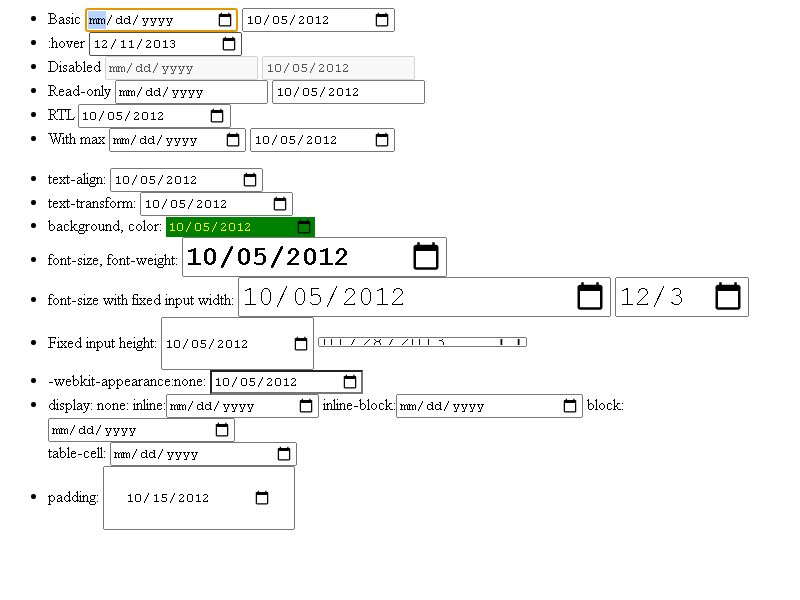 Basic mm/dd/yyyy 10/05/2012
:hover 12/11/2013
Disabled mm/dd/yyyy 10/05/2012
Read-only mm/dd/yyyy 10/05/2012
RTL 10/05/2012
With max mm/dd/yyyy 10/05/2012
text-align: 10/05/2012
text-transform: 10/05/2012
background, color: 10/05/2012
font-size, font-weight: 10/05/2012
font-size with fixed input width: 10/05/2012 12/3
Fixed input height: 10/05/2012
-webkit-appearance:none: 10/05/2012
display: none: inline: mm/dd/yyyy inline-block: mm/dd/yyyy block:
mm/dd/yyyy
table-cell: mm/dd/yyyy
padding: 10/15/2012